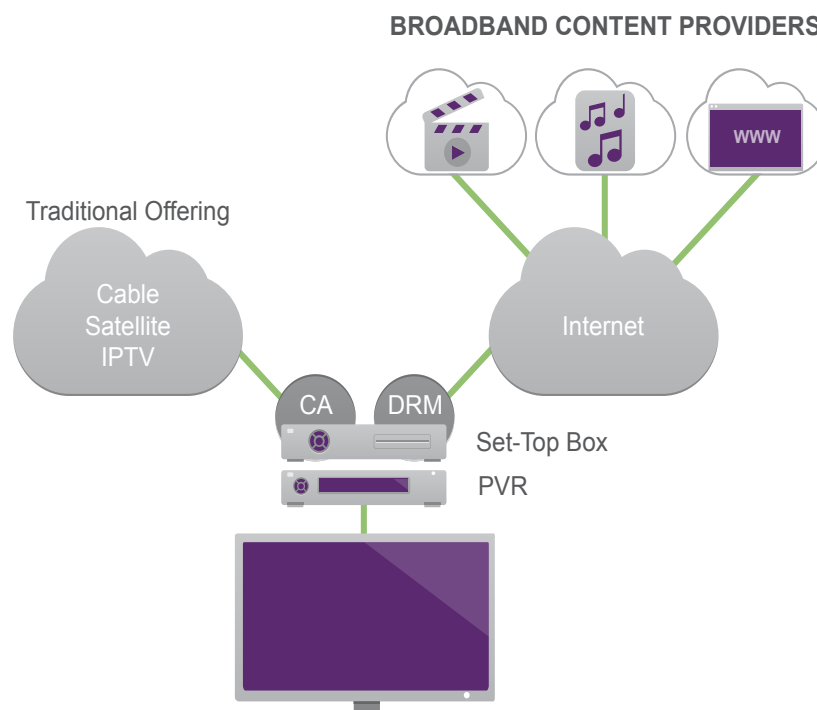 BROADBAND CONTENT PROVIDERS
WWW
Traditional Offering
Cable
Satellite
IPTV
Internet
CA
DRM
Set-Top Box
PVR